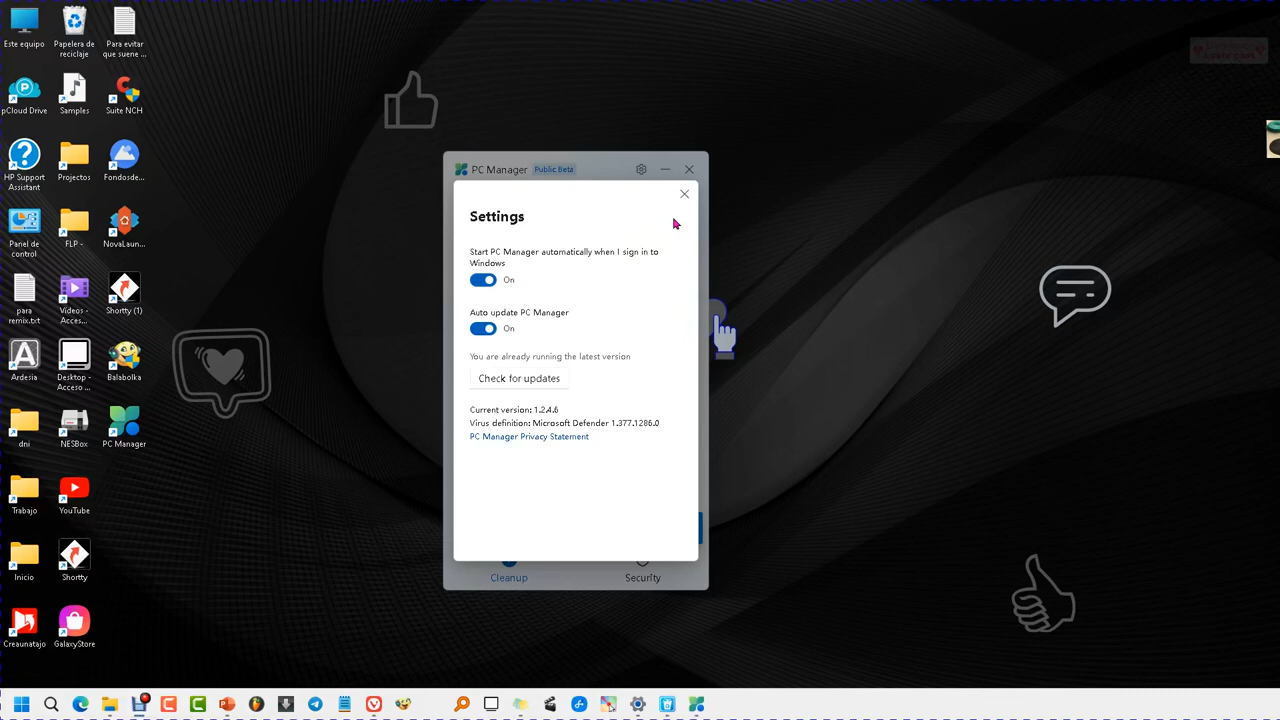 Este equipo
Papelera de
reciclaje
Para evitar
que suene ...
pCloud Drive
Samples
Suite NCH
HP Support
Assistant
Projectos
Fondosde...
Panel de
control
FLP -
NovaLaun...
para
remix.txt
Vídeos -
Acces...
Shortty (1)
Ardesia
Desktop -
Acceso ...
Balabolka
dni
NESBox
PC Manager
Trabajo
YouTube
Inicio
Shortty
Creaunatajo
GalaxyStore
PC Manager
Public Beta
Settings
Start PC Manager automatically when I sign in to
Windows
On
Auto update PC Manager
On
You are already running the latest version
Check for updates
Current version: 1.2.4.6
Virus definition: Microsoft Defender 1.377.1286.0
PC Manager Privacy Statement
Cleanup
Security